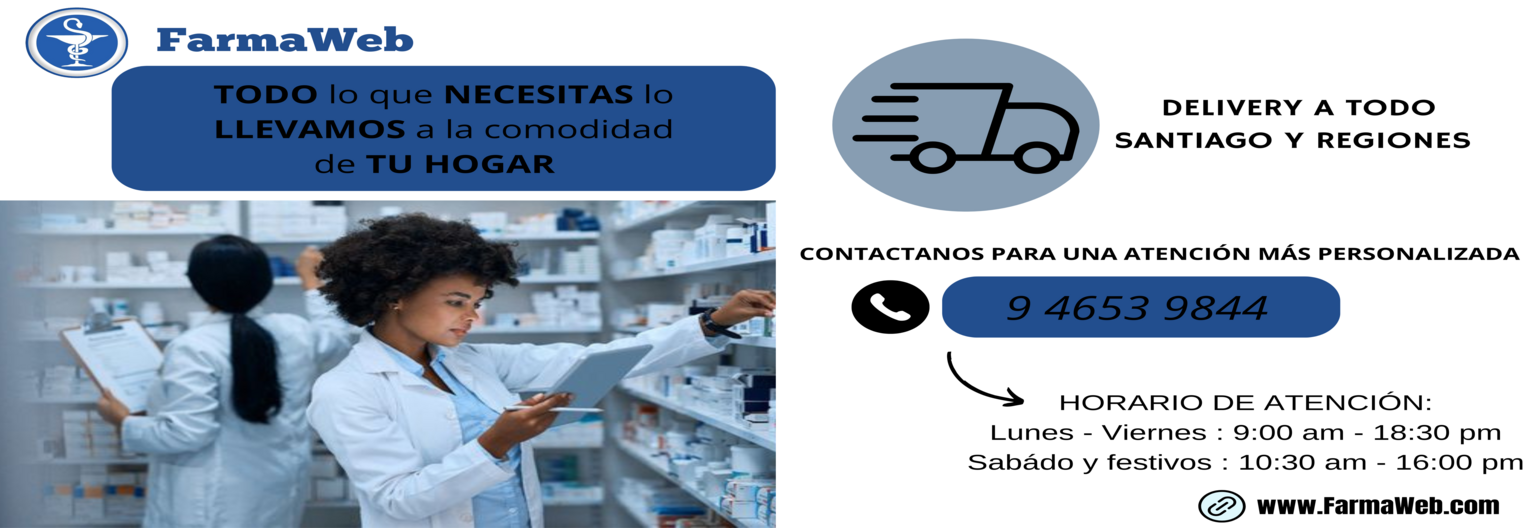 FarmaWeb
TODO lo que NECESITAS lo
LLEVAMOS a la comodidad
de TU HOGAR
DELIVERY A TODO
SANTIAGO Y REGIONES
CONTACTANOS PARA UNA ATENCIÓN MÁS PERSONALIZADA
9 4653 9844
HORARIO DE ATENCIÓN:
Lunes - Viernes : 9:00 am - 18:30 pm
Sabádo y festivos : 10:30 am - 16:00 pm
www.FarmaWeb.com